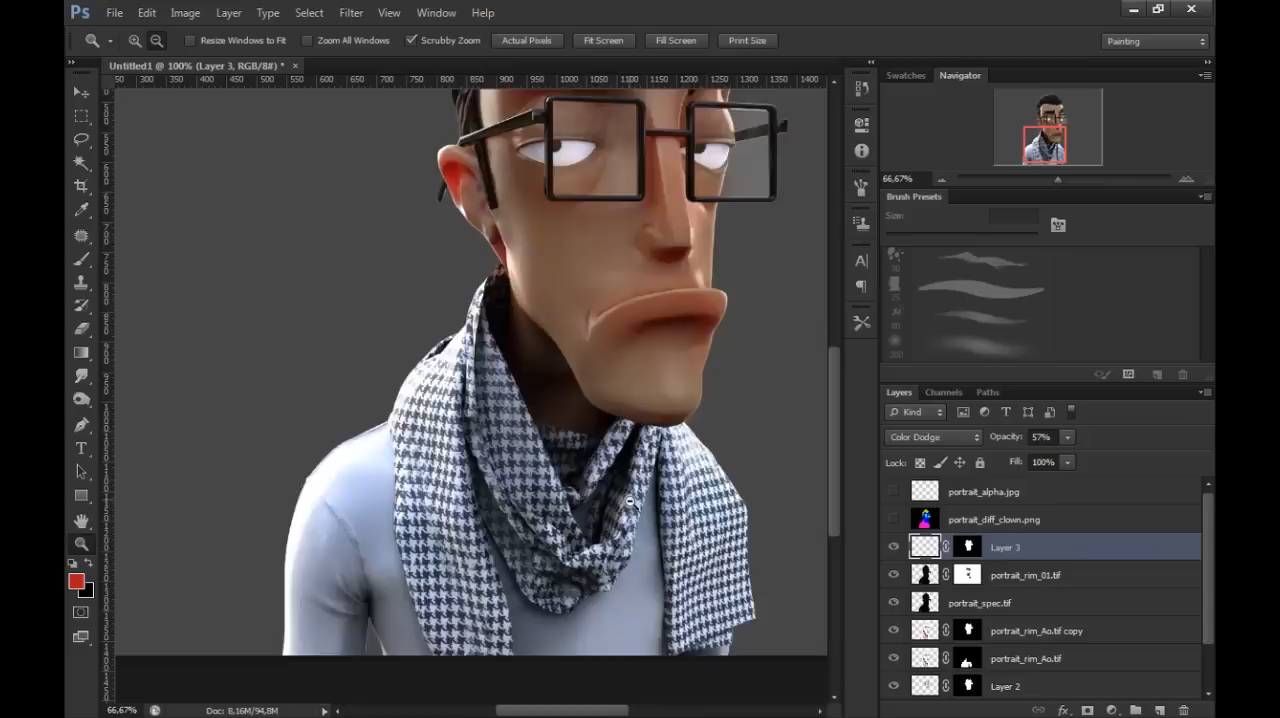 Ps File Edit Image Layer Type Select Filter View Window Help
Resize Windows to Fit Zoom All Windows Scrubby Zoom Actual Pixels Fit Screen Fill Screen Print Size Painting
Untitled1 @ 100% (Layer 3, RGB/8#) * ×
50 500 550 600 650 700 750 800 850 900 950 1000 1050 1100 1150 1200 1250 1300 1350 1400
Swatches Navigator
66,67%
Brush Presets
Size:
30
75
200
Layers Channels Paths
Kind
Color Dodge Opacity: 57%
Lock: Fill: 100%
portrait_alpha.jpg
portrait_diff_clown.png
Layer 3
portrait_rim_01.tif
portrait_spec.tif
portrait_rim_Ao.tif copy
portrait_rim_Ao.tif
Layer 2
66,67% Doc: 8,16M/94,8M